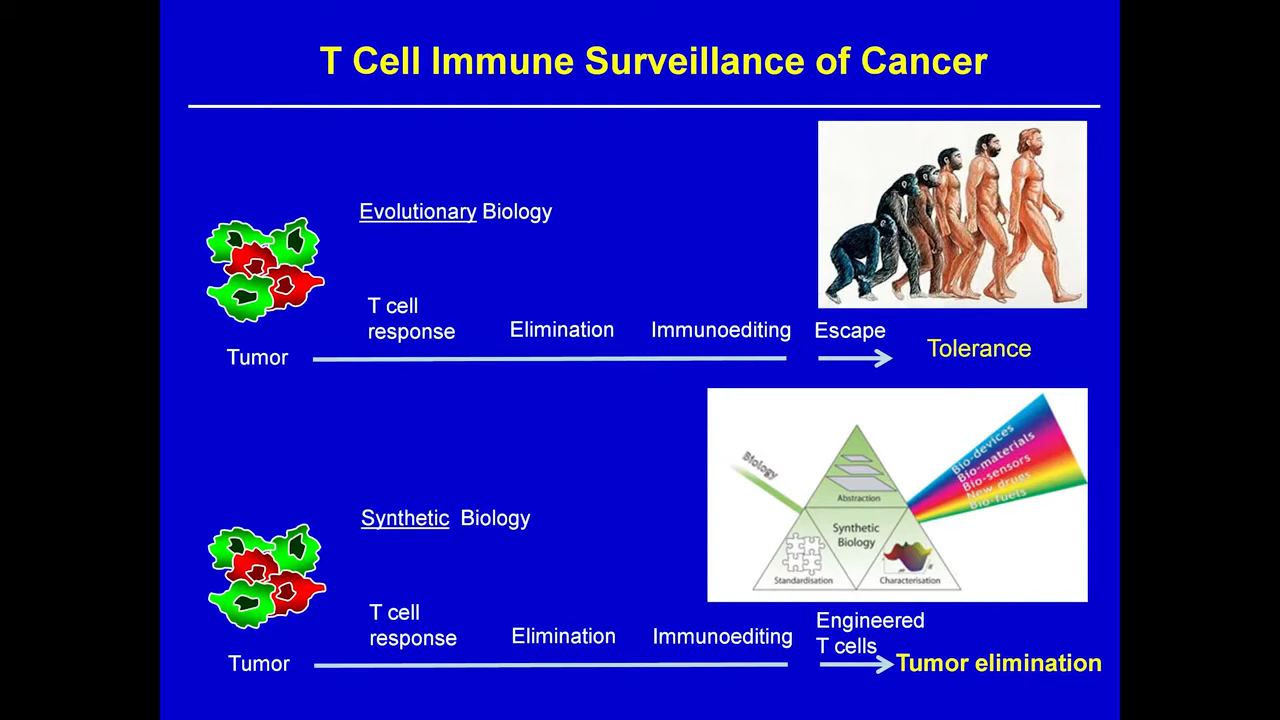 T Cell Immune Surveillance of Cancer
Evolutionary Biology
T cell
response
Elimination
Immunoediting
Escape
Tumor
Tolerance
Biology
Abstraction
Synthetic
Biology
Standardisation
Characterisation
Bio-devices
Bio-materials
Bio-sensors
New drugs
Bio-fuels
Synthetic Biology
T cell
response
Elimination
Immunoediting
Engineered
T cells
Tumor
Tumor elimination